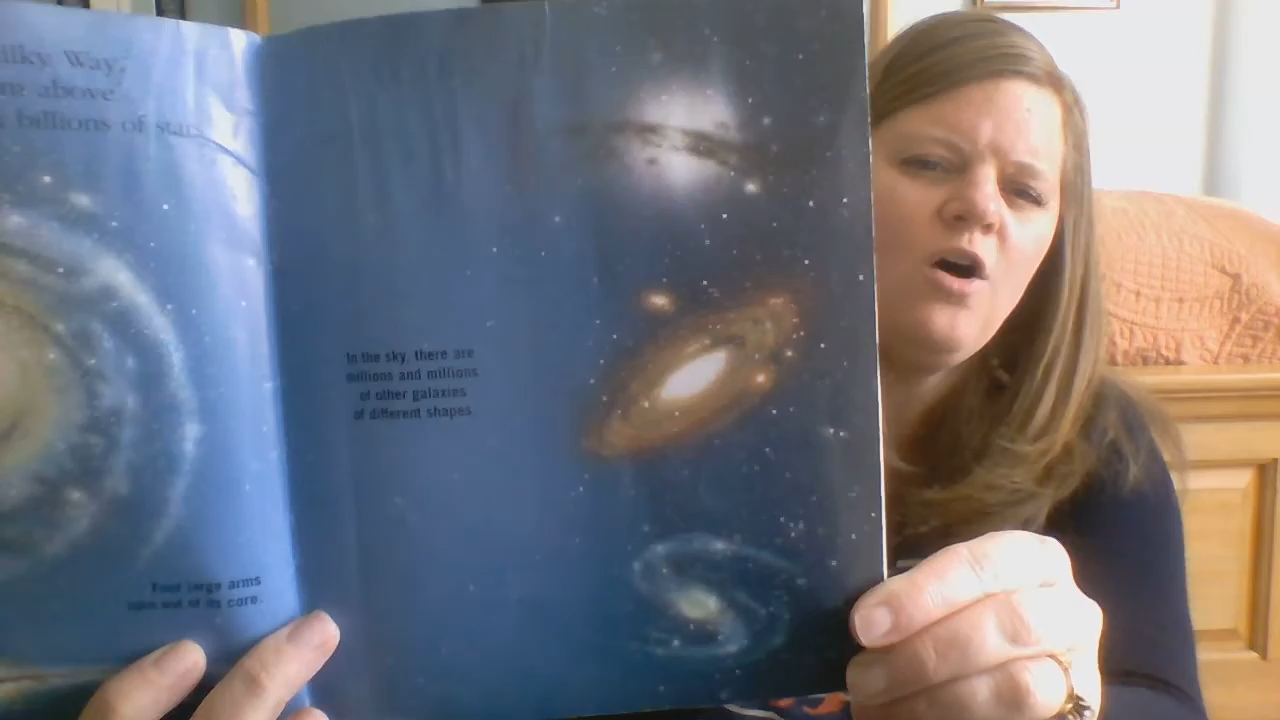 Milky Way,
above
billions of stars
In the sky, there are
millions and millions
of other galaxies
of different shapes.
Four large arms
spin out of its core.